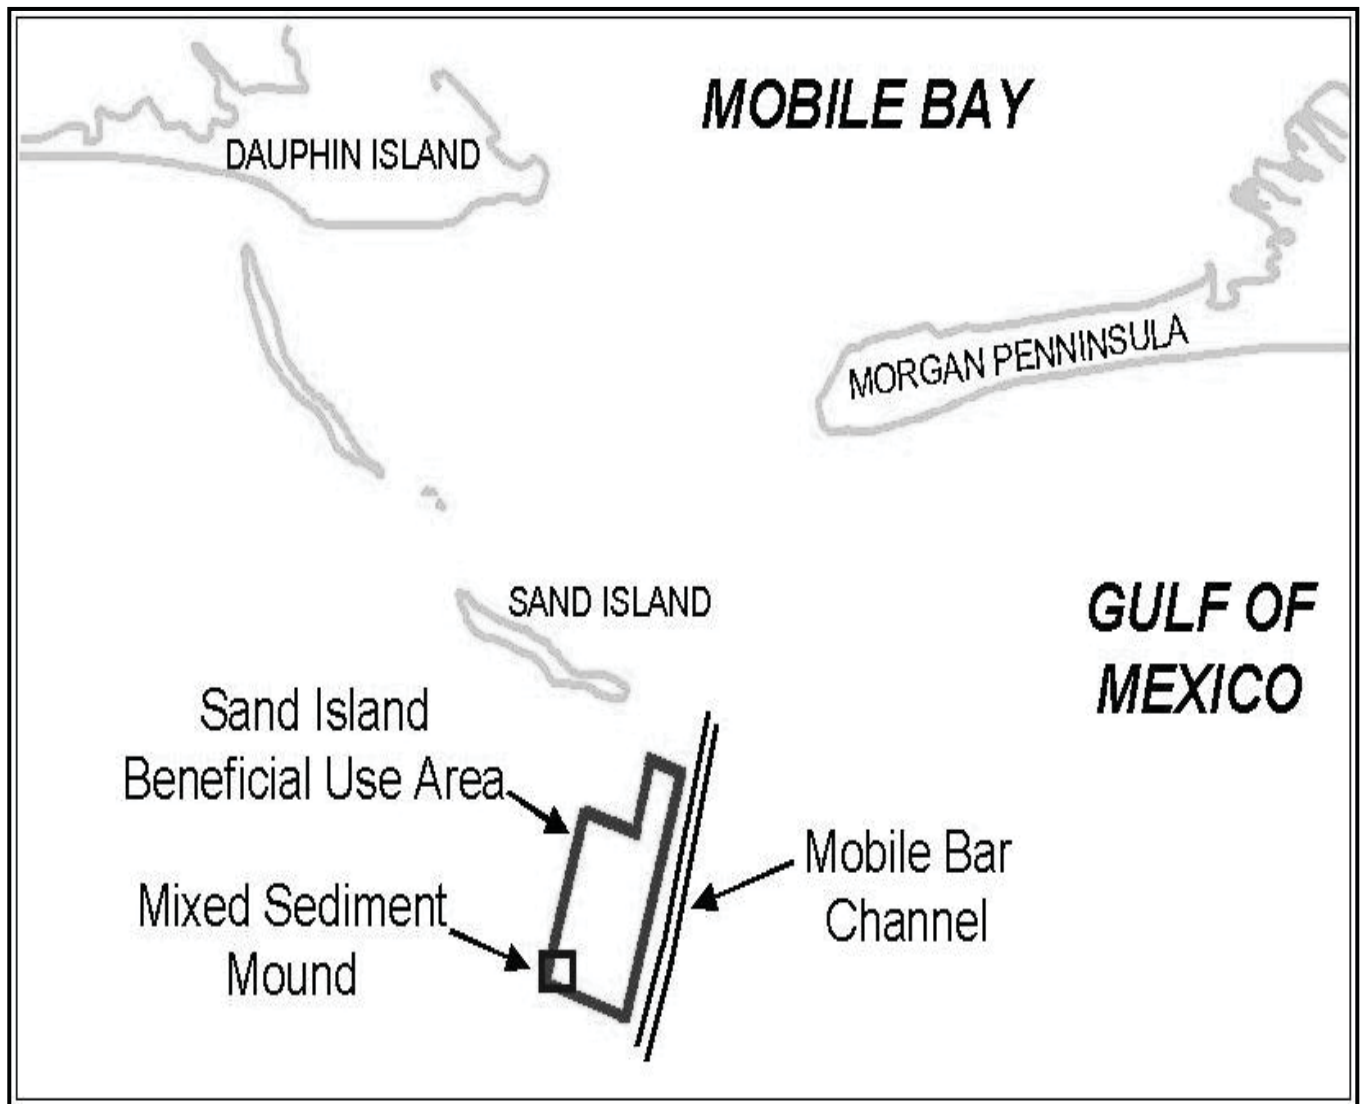 MOBILE BAY
DAUPHIN ISLAND
MORGAN PENNINSULA
SAND ISLAND
GULF OF
MEXICO
Sand Island
Beneficial Use Area
Mixed Sediment
Mound
Mobile Bar
Channel